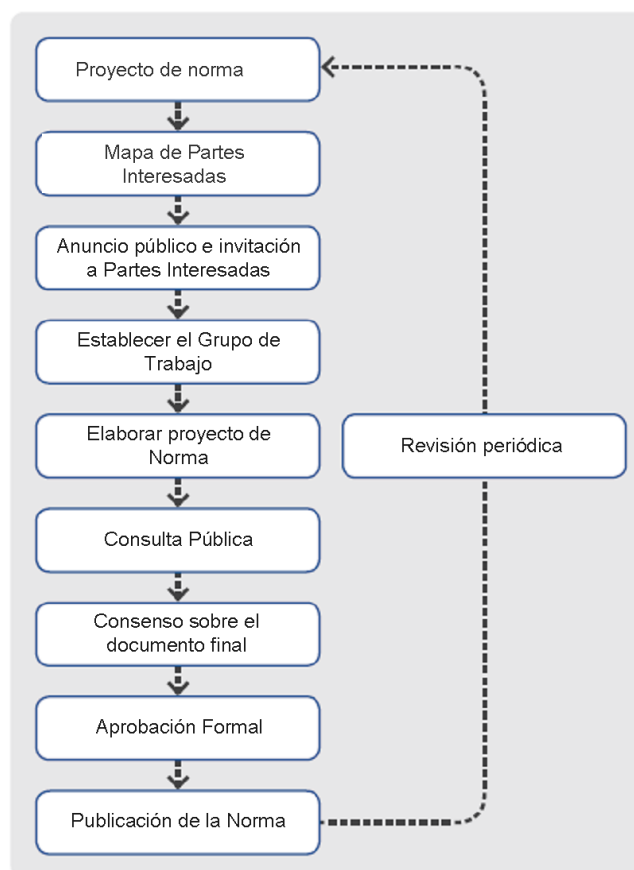 Proyecto de norma
Mapa de Partes
Interesadas
Anuncio público e invitación
a Partes Interesadas
Establecer el Grupo de
Trabajo
Elaborar proyecto de
Norma
Revisión periódica
Consulta Pública
Consenso sobre el
documento final
Aprobación Formal
Publicación de la Norma